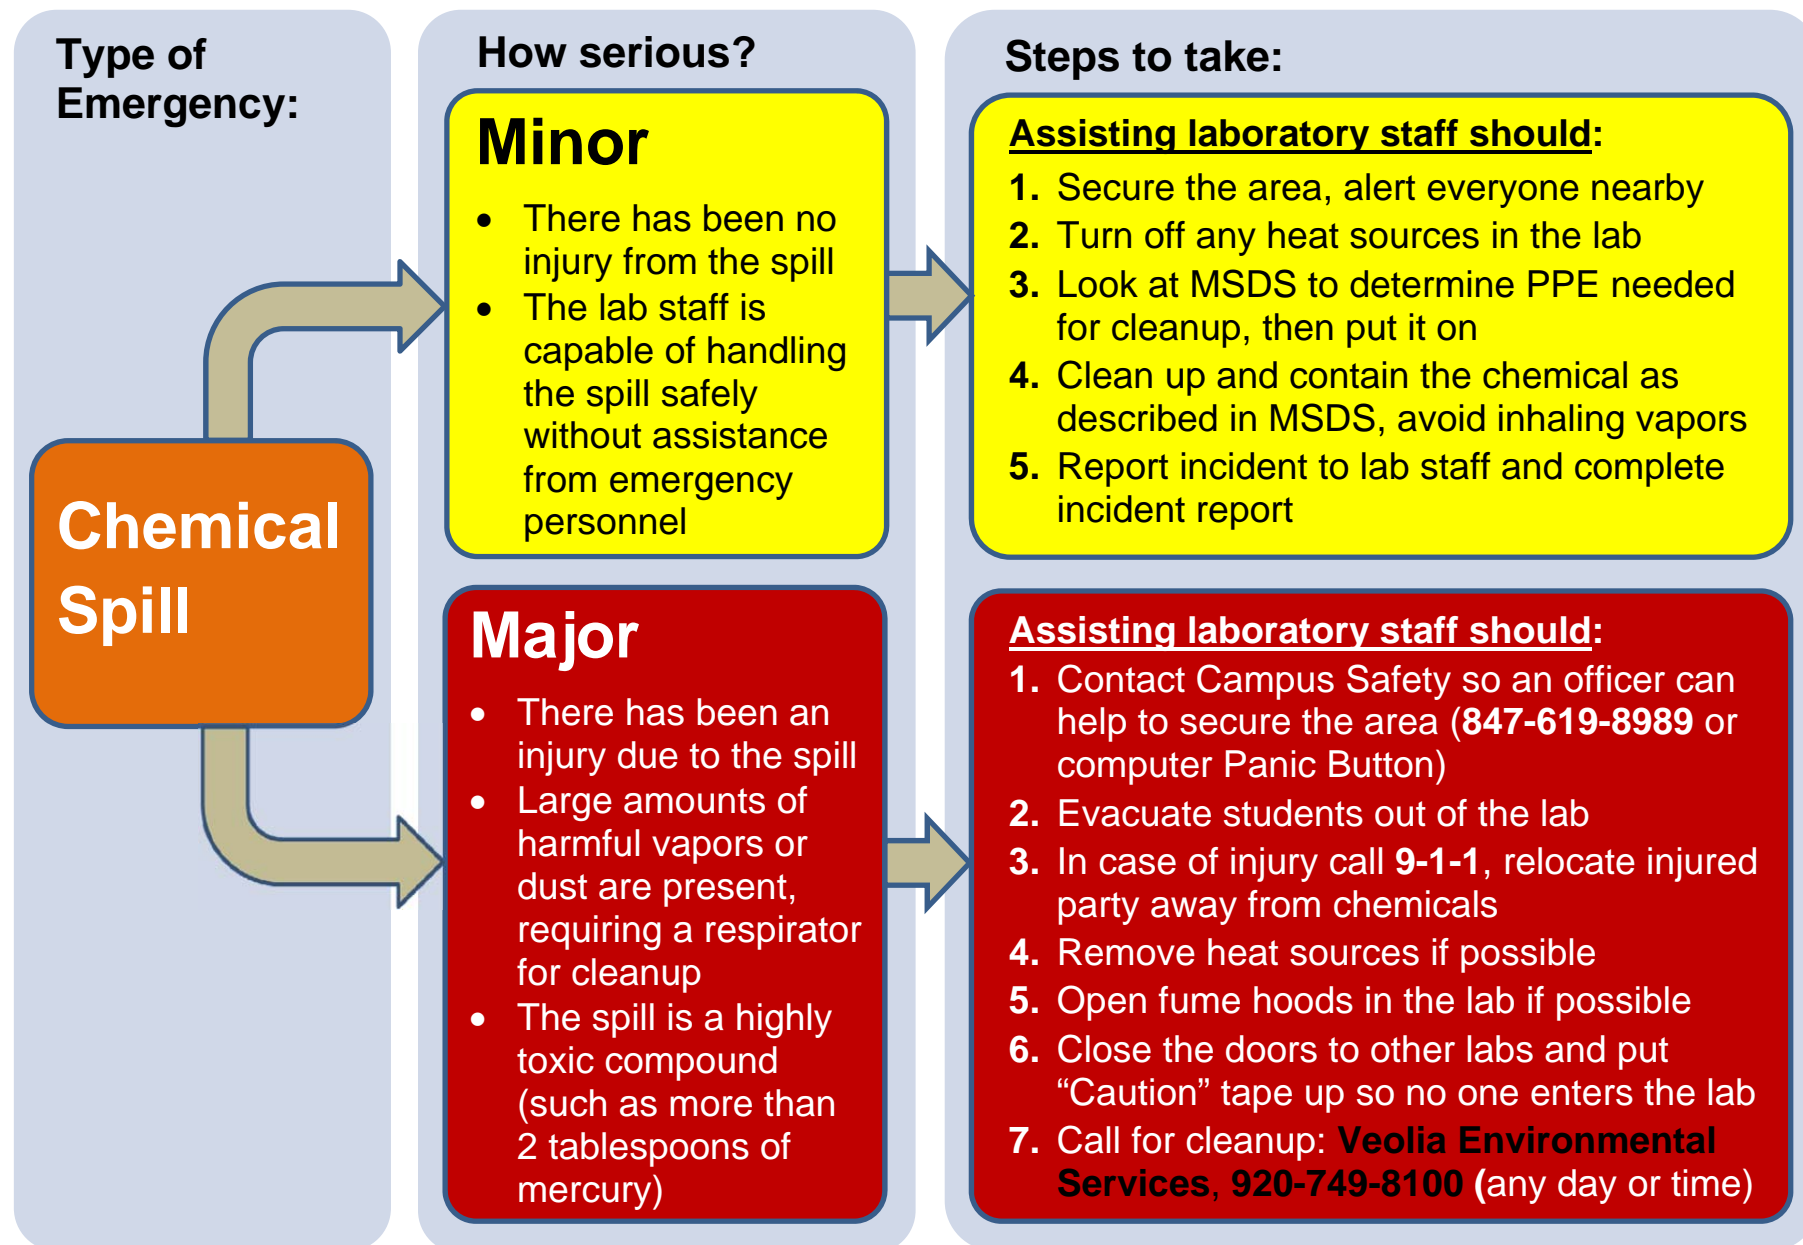 Type of
Emergency:
Chemical
Spill
How serious?
Minor
• There has been no
injury from the spill
• The lab staff is
capable of handling
the spill safely
without assistance
from emergency
personnel
Major
• There has been an
injury due to the spill
• Large amounts of
harmful vapors or
dust are present,
requiring a respirator
for cleanup
• The spill is a highly
toxic compound
(such as more than
2 tablespoons of
mercury)
Steps to take:
Assisting laboratory staff should:
1. Secure the area, alert everyone nearby
2. Turn off any heat sources in the lab
3. Look at MSDS to determine PPE needed
for cleanup, then put it on
4. Clean up and contain the chemical as
described in MSDS, avoid inhaling vapors
5. Report incident to lab staff and complete
incident report
Assisting laboratory staff should:
1. Contact Campus Safety so an officer can
help to secure the area (847-619-8989 or
computer Panic Button)
2. Evacuate students out of the lab
3. In case of injury call 9-1-1, relocate injured
party away from chemicals
4. Remove heat sources if possible
5. Open fume hoods in the lab if possible
6. Close the doors to other labs and put
“Caution” tape up so no one enters the lab
7. Call for cleanup: Veolia Environmental
Services, 920-749-8100 (any day or time)